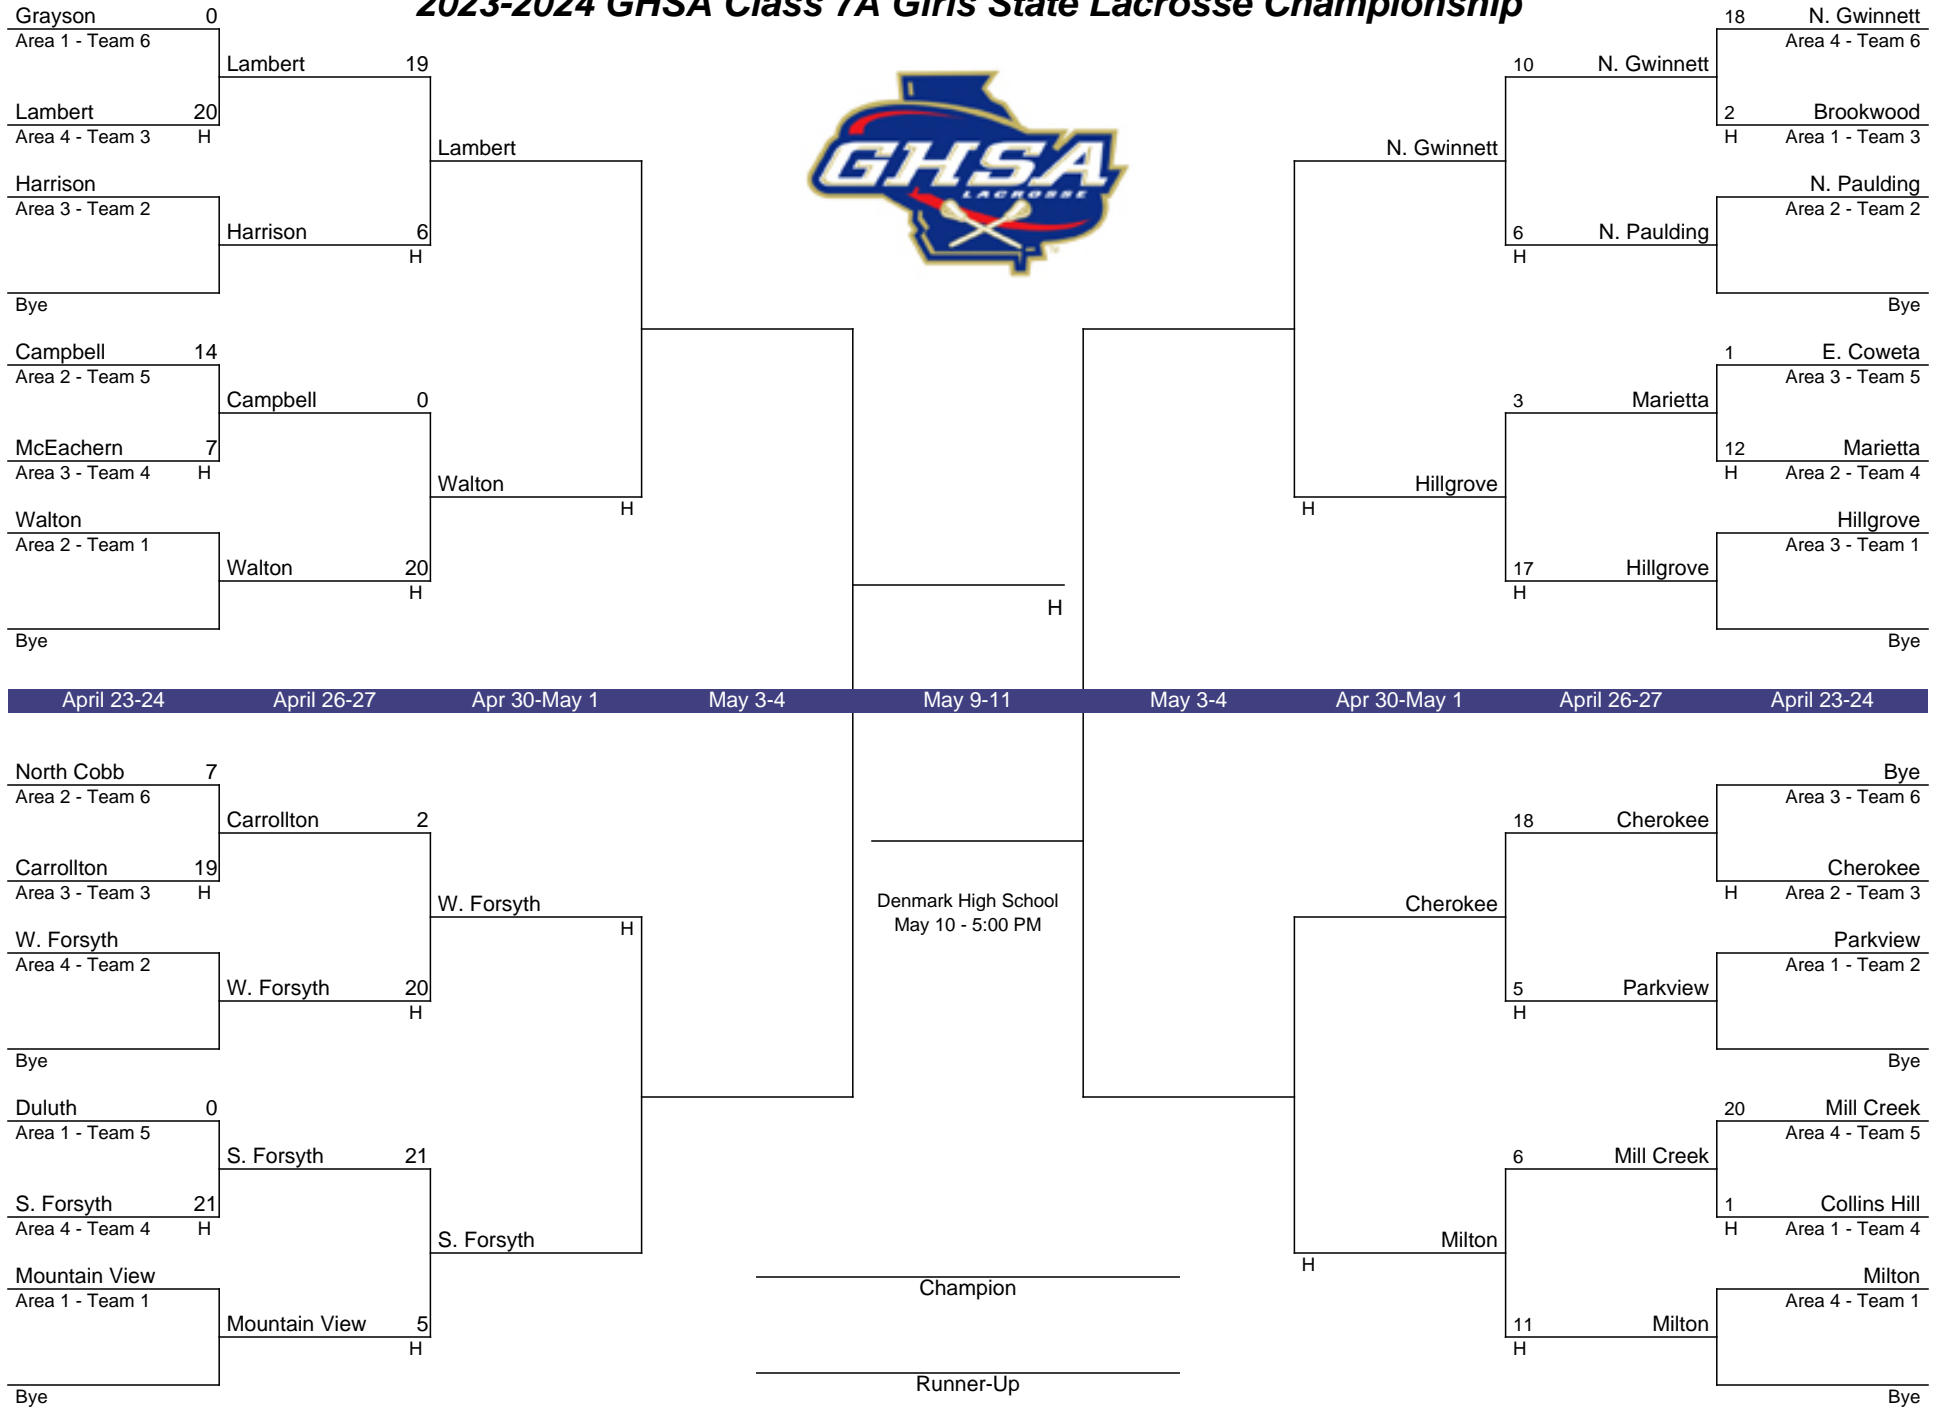 2023-2024 GHSA Class 7A Girls State Lacrosse Championship
Grayson 0
Area 1 - Team 6
Lambert 19
Lambert 20
Area 4 - Team 3 H
Lambert
Harrison
Area 3 - Team 2
Harrison 6
H
Bye
Campbell 14
Area 2 - Team 5
Campbell 0
McEachern 7
Area 3 - Team 4 H
Walton
H
Walton
Area 2 - Team 1
Walton 20
H
Bye
GHSA
LACROSSE
H
18 N. Gwinnett
Area 4 - Team 6
10 N. Gwinnett
2 Brookwood
H Area 1 - Team 3
N. Gwinnett
N. Paulding
Area 2 - Team 2
6 N. Paulding
H
Bye
1 E. Coweta
Area 3 - Team 5
3 Marietta
12 Marietta
H Area 2 - Team 4
Hillgrove
H
Hillgrove
Area 3 - Team 1
17 Hillgrove
H
Bye
April 23-24 April 26-27 Apr 30-May 1 May 3-4 May 9-11 May 3-4 Apr 30-May 1 April 26-27 April 23-24
North Cobb 7
Area 2 - Team 6
Carrollton 2
Carrollton 19
Area 3 - Team 3 H
W. Forsyth
H
W. Forsyth
Area 4 - Team 2
W. Forsyth 20
H
Bye
Duluth 0
Area 1 - Team 5
S. Forsyth 21
S. Forsyth 21
Area 4 - Team 4 H
S. Forsyth
Mountain View
Area 1 - Team 1
Mountain View 5
H
Bye
Denmark High School
May 10 - 5:00 PM
Champion
Runner-Up
Bye
Area 3 - Team 6
18 Cherokee
Cherokee
H Area 2 - Team 3
Cherokee
Parkview
Area 1 - Team 2
5 Parkview
H
Bye
20 Mill Creek
Area 4 - Team 5
6 Mill Creek
1 Collins Hill
H Area 1 - Team 4
Milton
H
Milton
Area 4 - Team 1
11 Milton
H
Bye